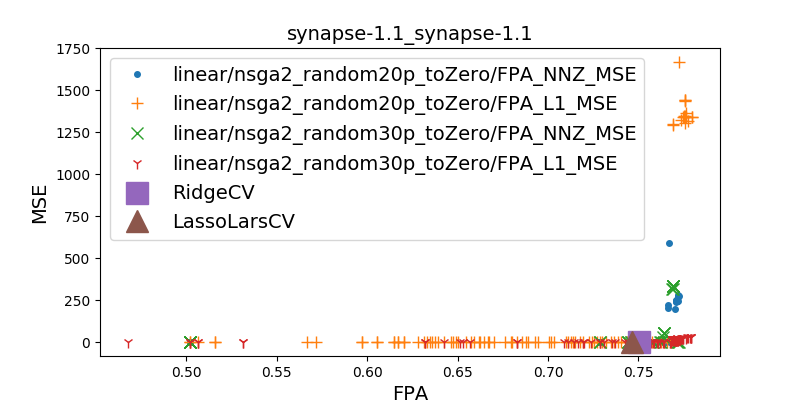 synapse-1.1_synapse-1.1
1750
1500
1250
1000
750
500
250
0
MSE
linear/nsga2_random20p_toZero/FPA_NNZ_MSE
linear/nsga2_random20p_toZero/FPA_L1_MSE
linear/nsga2_random30p_toZero/FPA_NNZ_MSE
linear/nsga2_random30p_toZero/FPA_L1_MSE
RidgeCV
LassoLarsCV
0.50 0.55 0.60 0.65 0.70 0.75
FPA